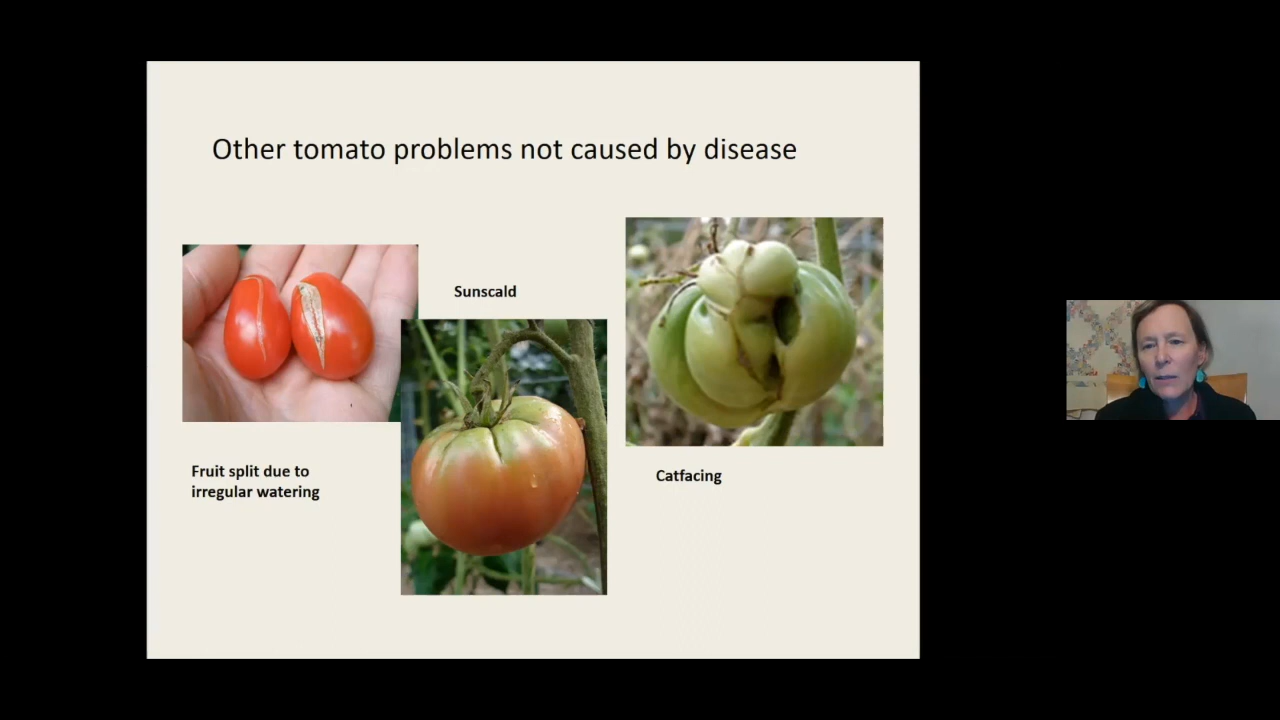 Other tomato problems not caused by disease
Sunscald
Fruit split due to
irregular watering
Catfacing